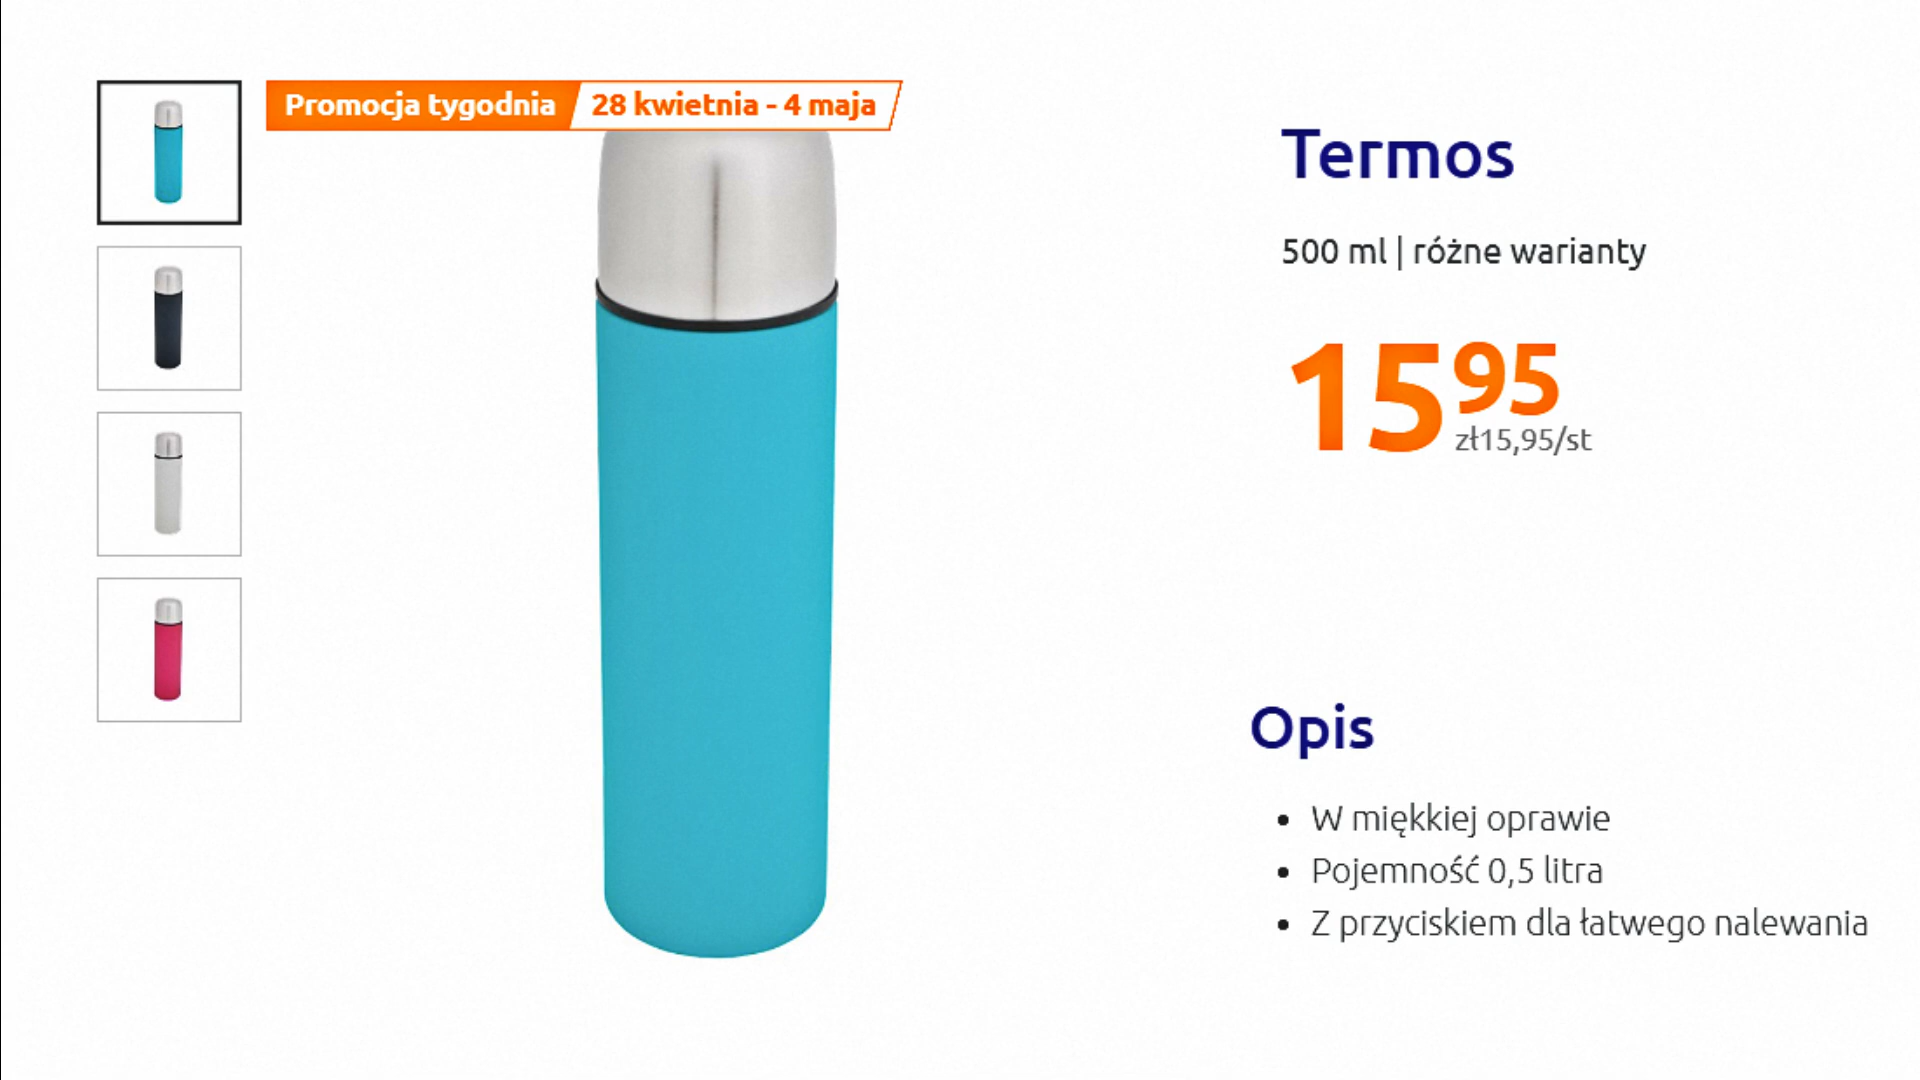 Promocja tygodnia 28 kwietnia - 4 maja
Termos
500 ml | różne warianty
15 95
zł15,95/st
Opis
• W miękkiej oprawie
• Pojemność 0,5 litra
• Z przyciskiem dla łatwego nalewania